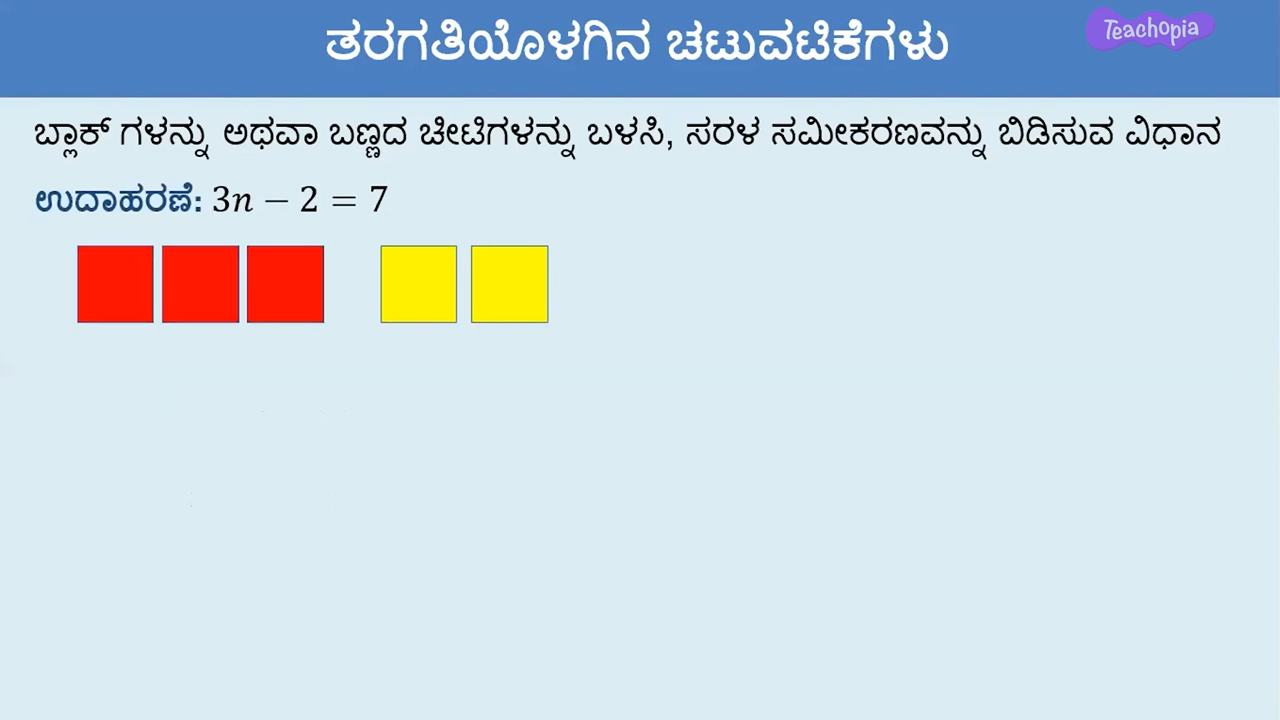 ತರಗತಿಯೊಳಗಿನ ಚಟುವಟಿಕೆಗಳು
Teachopia
ಬ್ಲಾಕ್ ಗಳನ್ನು ಅಥವಾ ಬಣ್ಣದ ಚೀಟಿಗಳನ್ನು ಬಳಸಿ, ಸರಳ ಸಮೀಕರಣವನ್ನು ಬಿಡಿಸುವ ವಿಧಾನ
ಉದಾಹರಣೆ: 3n − 2 = 7